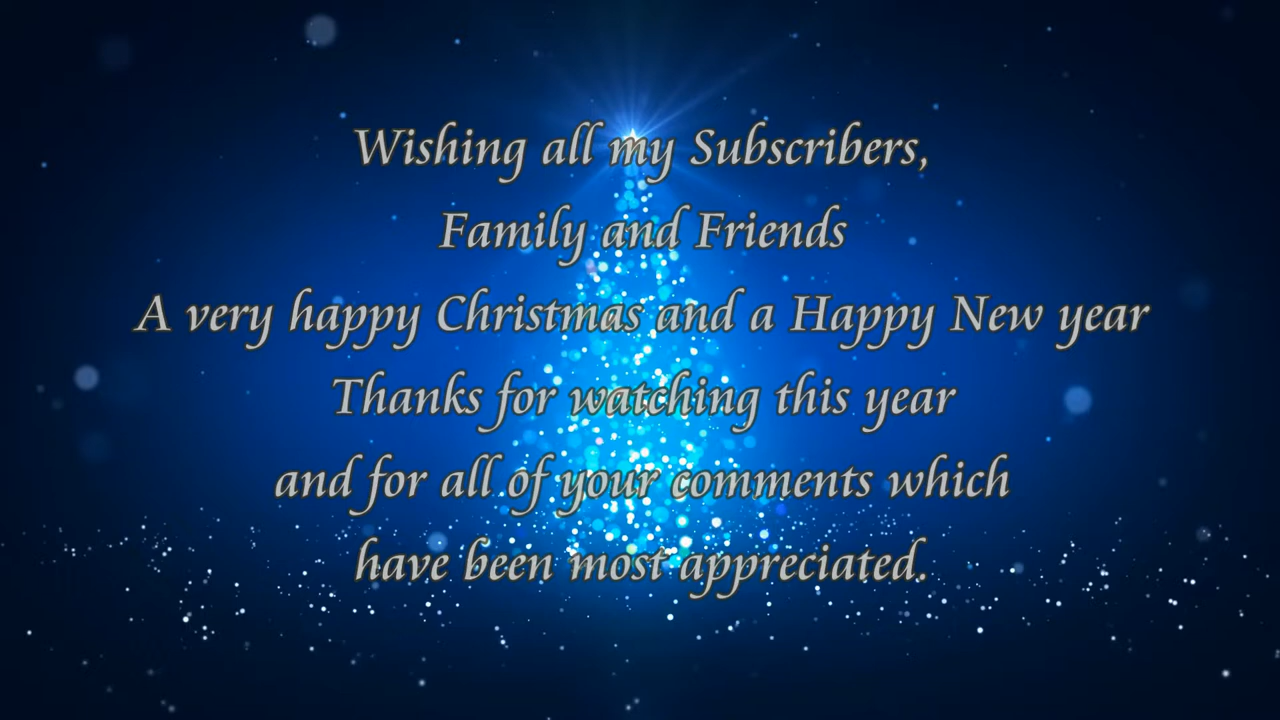 Wishing all my Subscribers,
Family and Friends
A very happy Christmas and a Happy New year
Thanks for watching this year
and for all of your comments which
have been most appreciated.